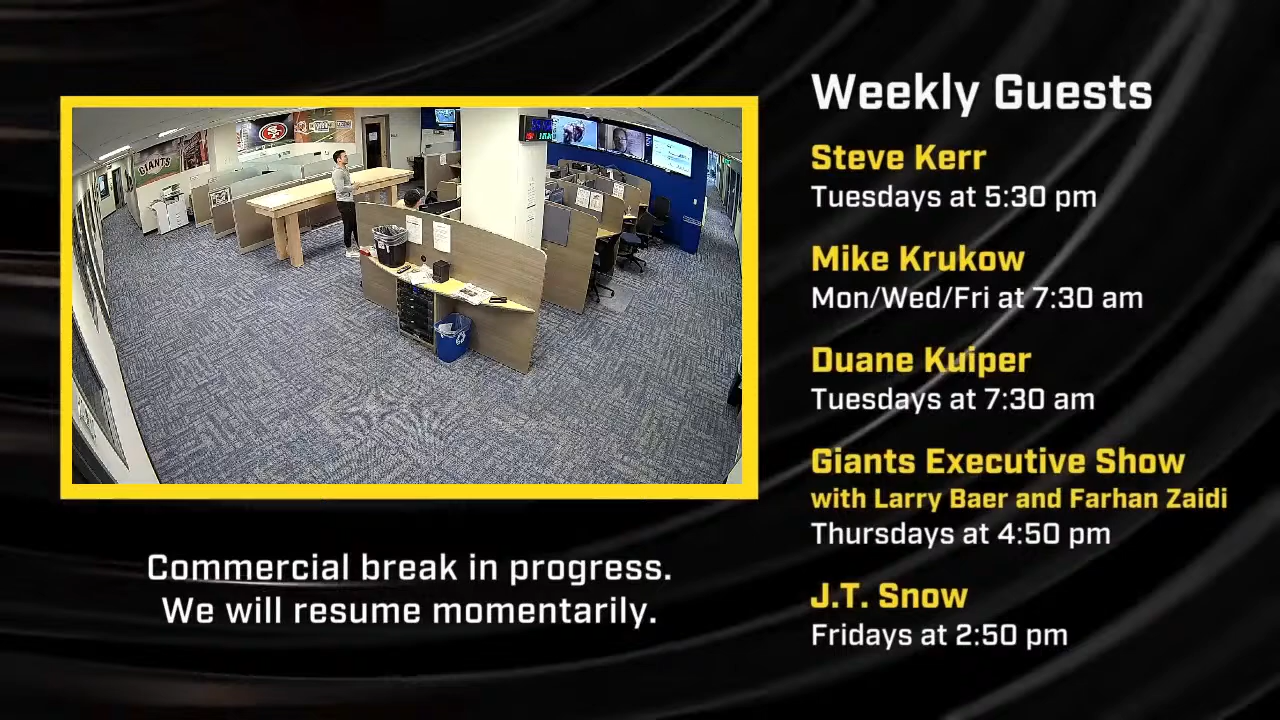 Weekly Guests
Steve Kerr
Tuesdays at 5:30 pm
Mike Krukow
Mon/Wed/Fri at 7:30 am
Duane Kuiper
Tuesdays at 7:30 am
Giants Executive Show
with Larry Baer and Farhan Zaidi
Thursdays at 4:50 pm
J.T. Snow
Fridays at 2:50 pm
GIANTS
SF
Commercial break in progress.
We will resume momentarily.